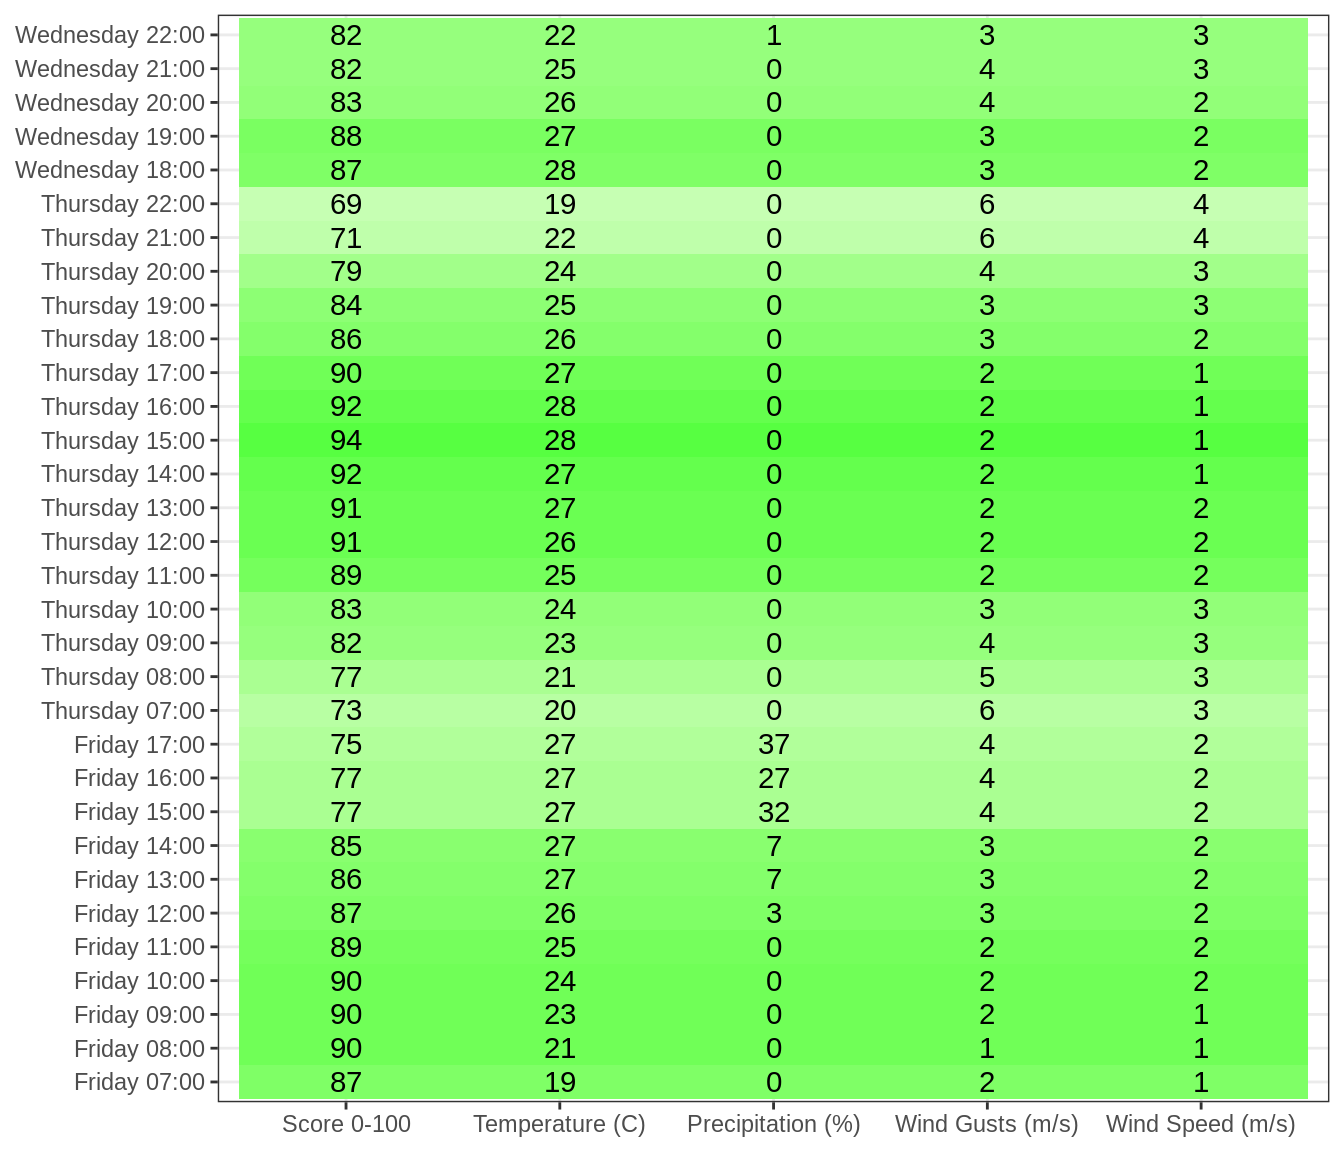 Wednesday 22:00 82 22 1 3 3
Wednesday 21:00 82 25 0 4 3
Wednesday 20:00 83 26 0 4 2
Wednesday 19:00 88 27 0 3 2
Wednesday 18:00 87 28 0 3 2
Thursday 22:00 69 19 0 6 4
Thursday 21:00 71 22 0 6 4
Thursday 20:00 79 24 0 4 3
Thursday 19:00 84 25 0 3 3
Thursday 18:00 86 26 0 3 2
Thursday 17:00 90 27 0 2 1
Thursday 16:00 92 28 0 2 1
Thursday 15:00 94 28 0 2 1
Thursday 14:00 92 27 0 2 1
Thursday 13:00 91 27 0 2 2
Thursday 12:00 91 26 0 2 2
Thursday 11:00 89 25 0 2 2
Thursday 10:00 83 24 0 3 3
Thursday 09:00 82 23 0 4 3
Thursday 08:00 77 21 0 5 3
Thursday 07:00 73 20 0 6 3
Friday 17:00 75 27 37 4 2
Friday 16:00 77 27 27 4 2
Friday 15:00 77 27 32 4 2
Friday 14:00 85 27 7 3 2
Friday 13:00 86 27 7 3 2
Friday 12:00 87 26 3 3 2
Friday 11:00 89 25 0 2 2
Friday 10:00 90 24 0 2 2
Friday 09:00 90 23 0 2 1
Friday 08:00 90 21 0 1 1
Friday 07:00 87 19 0 2 1
Score 0-100 Temperature (C) Precipitation (%) Wind Gusts (m/s) Wind Speed (m/s)